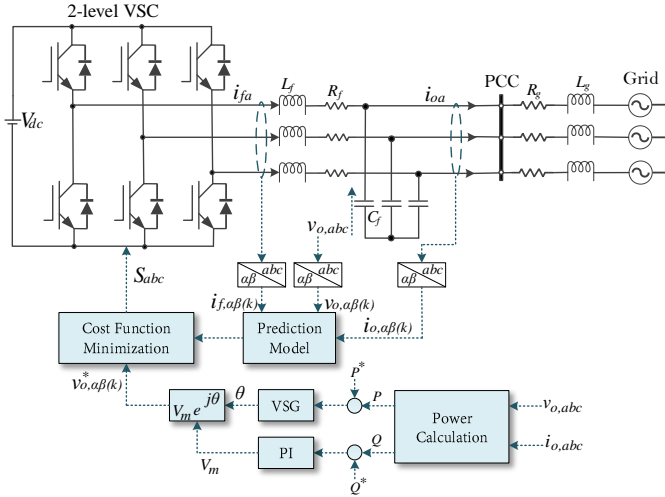 2-level VSC
V_dc
i_fa
L_f
R_f
i_oa
PCC
R_g
L_g
Grid
C_f
v_o,abc
abc
αβ
abc
αβ
abc
αβ
S_abc
i_f,αβ(k)
v_o,αβ(k)
i_o,αβ(k)
Cost Function
Minimization
Prediction
Model
v*_o,αβ(k)
P*
V_m e^jθ
θ
VSG
P
Power
Calculation
v_o,abc
i_o,abc
PI
Q
V_m
Q*